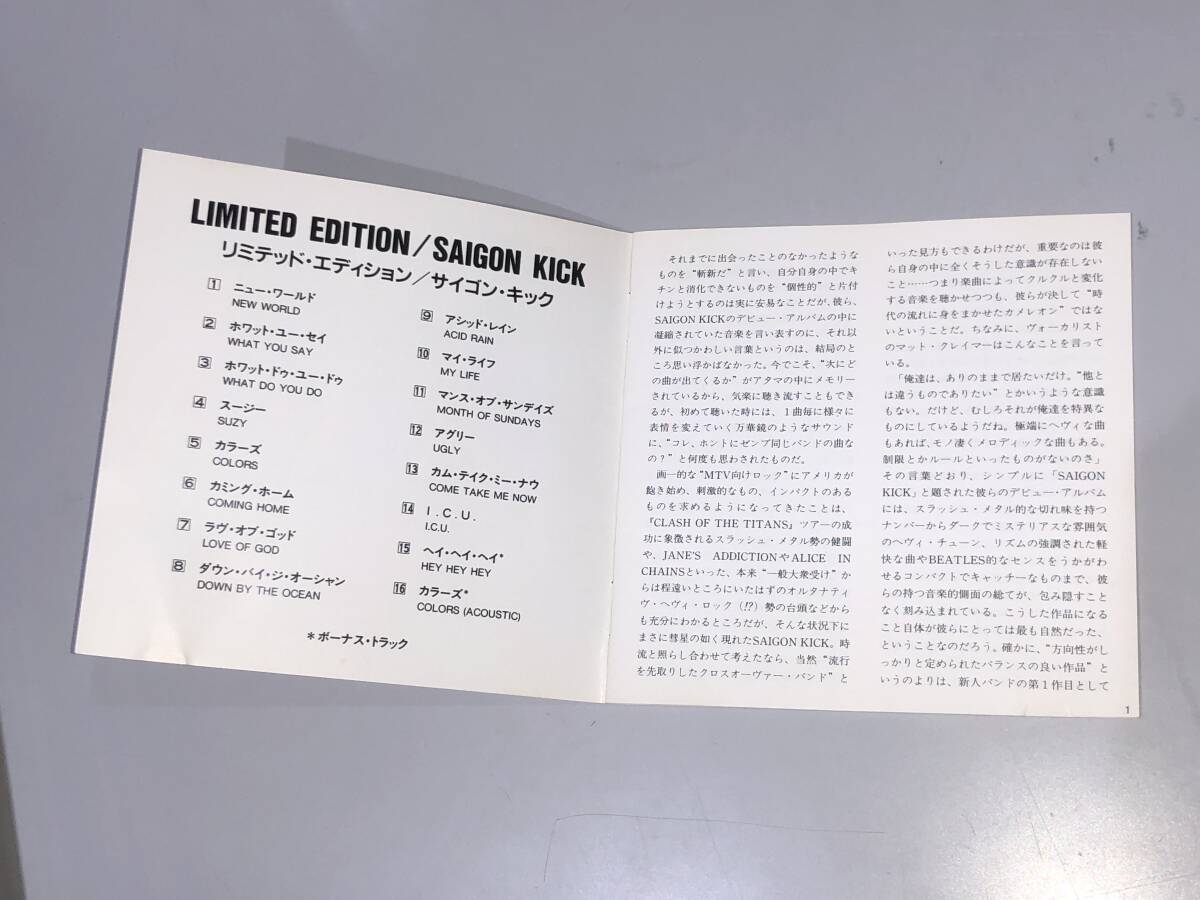 LIMITED EDITION/SAIGON KICK
リミテッド・エディション/サイゴン・キック
1 ニュー・ワールド
NEW WORLD
2 ホワット・ユー・セイ
WHAT YOU SAY
3 ホワット・ドゥ・ユー・ドゥ
WHAT DO YOU DO
4 スージー
SUZY
5 カラーズ
COLORS
6 カミング・ホーム
COMING HOME
7 ラヴ・オブ・ゴッド
LOVE OF GOD
8 ダウン・バイ・ジ・オーシャン
DOWN BY THE OCEAN
9 アシッド・レイン
ACID RAIN
10 マイ・ライフ
MY LIFE
11 マンス・オブ・サンデイズ
MONTH OF SUNDAYS
12 アグリー
UGLY
13 カム・テイク・ミー・ナウ
COME TAKE ME NOW
14 I.C.U.
I.C.U.
15 ヘイ・ヘイ・ヘイ*
HEY HEY HEY
16 カラーズ*
COLORS (ACOUSTIC)
*ボーナス・トラック
それまでに出会ったことのなかったような
ものを“斬新だ”と言い、自分自身の中でキ
チンと消化できないものを“個性的”と片付
けようとするのは実に安易なことだが、彼ら、
SAIGON KICKのデビュー・アルバムの中に
凝縮されていた音楽を言い表すのに、それ以
外に似つかわしい言葉というのは、結局のと
ころ思い浮かばなかった。今でこそ、“次にど
の曲が出てくるか”がアタマの中にメモリー
されているから、気楽に聴き流すこともでき
るが、初めて聴いた時には、1曲毎に様々に
表情を変えていく万華鏡のようなサウンド
に、“コレ、ホントにゼンブ同じバンドの曲な
の?”と何度も思わされたものだ。
画一的な“MTV向けロック”にアメリカが
飽き始め、刺激的なもの、インパクトのある
ものを求めるようになってきたことは、
『CLASH OF THE TITANS』ツアーの成
功に象徴されるスラッシュ・メタル勢の健闘
や、JANE'S ADDICTIONやALICE IN
CHAINSといった、本来“一般大衆受け”か
らは程遠いところにいたはずのオルタナティ
ヴ・ヘヴィ・ロック(!?)勢の台頭などから
も充分にわかるところだが、そんな状況下に
まさに彗星の如く現れたSAIGON KICK。時
流と照らし合わせて考えたなら、当然“流行
を先取りしたクロスオーヴァー・バンド”と
いった見方もできるわけだが、重要なのは彼
ら自身の中に全くそうした意識が存在しない
こと……つまり楽曲によってクルクルと変化
する音楽を聴かせつつも、彼らが決して“時
代の流れに身をまかせたカメレオン”ではな
いということだ。ちなみに、ヴォーカリスト
のマット・クレイマーはこんなことを言って
いる。
「俺達は、ありのままで居たいだけ。“他と
は違うものでありたい”とかいうような意識
もない。だけど、むしろそれが俺達を特異な
ものにしているようだね。極端にヘヴィな曲
もあれば、モノ凄くメロディックな曲もある。
制限とかルールといったものがないのさ」
その言葉どおり、シンプルに「SAIGON
KICK」と題された彼らのデビュー・アルバム
には、スラッシュ・メタル的な切れ味を持つ
ナンバーからダークでミステリアスな雰囲気
のヘヴィ・チューン、リズムの強調された軽
快な曲やBEATLES的なセンスをうかがわ
せるコンパクトでキャッチーなものまで、彼
らの持つ音楽的側面の総てが、包み隠すこと
なく刻み込まれている。こうした作品になる
こと自体が彼らにとっては最も自然だった、
ということなのだろう。確かに、“方向性がし
っかりと定められたバランスの良い作品”と
いうのよりは、新人バンドの第1作目として
1